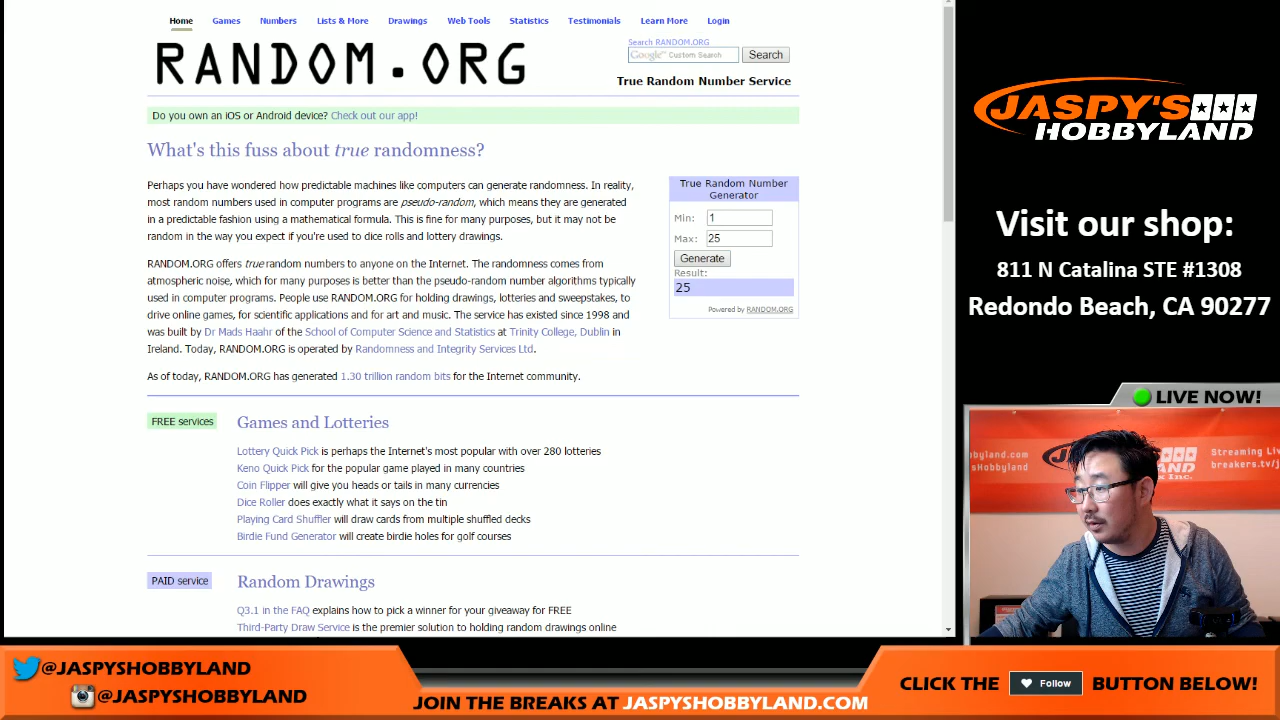 Home Games Numbers Lists & More Drawings Web Tools Statistics Testimonials Learn More Login
RANDOM.ORG
Search RANDOM.ORG
Google™ Custom Search Search
True Random Number Service
Do you own an iOS or Android device? Check out our app!
What's this fuss about true randomness?
Perhaps you have wondered how predictable machines like computers can generate randomness. In reality,
most random numbers used in computer programs are pseudo-random, which means they are generated
in a predictable fashion using a mathematical formula. This is fine for many purposes, but it may not be
random in the way you expect if you're used to dice rolls and lottery drawings.
RANDOM.ORG offers true random numbers to anyone on the Internet. The randomness comes from
atmospheric noise, which for many purposes is better than the pseudo-random number algorithms typically
used in computer programs. People use RANDOM.ORG for holding drawings, lotteries and sweepstakes, to
drive online games, for scientific applications and for art and music. The service has existed since 1998 and
was built by Dr Mads Haahr of the School of Computer Science and Statistics at Trinity College, Dublin in
Ireland. Today, RANDOM.ORG is operated by Randomness and Integrity Services Ltd.
As of today, RANDOM.ORG has generated 1.30 trillion random bits for the Internet community.
True Random Number
Generator
Min: 1
Max: 25
Generate
Result:
25
Powered by RANDOM.ORG
FREE services
Games and Lotteries
Lottery Quick Pick is perhaps the Internet's most popular with over 280 lotteries
Keno Quick Pick for the popular game played in many countries
Coin Flipper will give you heads or tails in many currencies
Dice Roller does exactly what it says on the tin
Playing Card Shuffler will draw cards from multiple shuffled decks
Birdie Fund Generator will create birdie holes for golf courses
PAID service
Random Drawings
Q3.1 in the FAQ explains how to pick a winner for your giveaway for FREE
Third-Party Draw Service is the premier solution to holding random drawings online
JASPY'S
HOBBYLAND
Visit our shop:
811 N Catalina STE #1308
Redondo Beach, CA 90277
LIVE NOW!
byland.com
Hobbyland
Streaming Liv
breakers.tv/j
LAND
Inc.
@JASPYSHOBBYLAND
@JASPYSHOBBYLAND
JOIN THE BREAKS AT JASPYSHOBBYLAND.COM
CLICK THE Follow BUTTON BELOW!